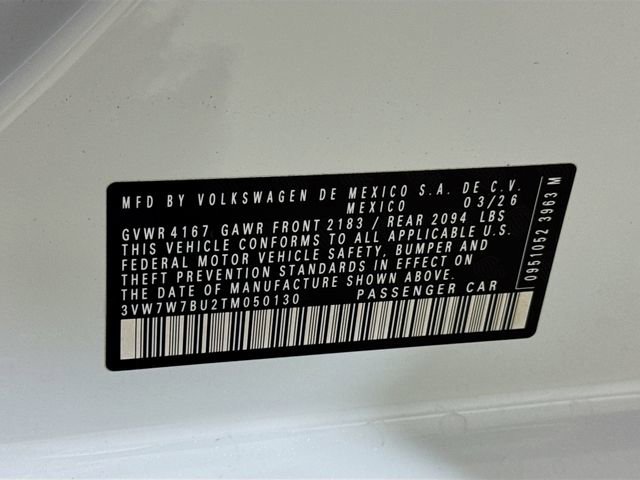 MFD BY VOLKSWAGEN DE MEXICO S.A. DE C.V.
MEXICO 03/26
GVWR 4167 GAWR FRONT 2183 / REAR 2094 LBS
THIS VEHICLE CONFORMS TO ALL APPLICABLE U.S.
FEDERAL MOTOR VEHICLE SAFETY, BUMPER AND
THEFT PREVENTION STANDARDS IN EFFECT ON
THE DATE OF MANUFACTURE SHOWN ABOVE.
3VW7W7BU2TM050130 PASSENGER CAR
0951052 3963 M